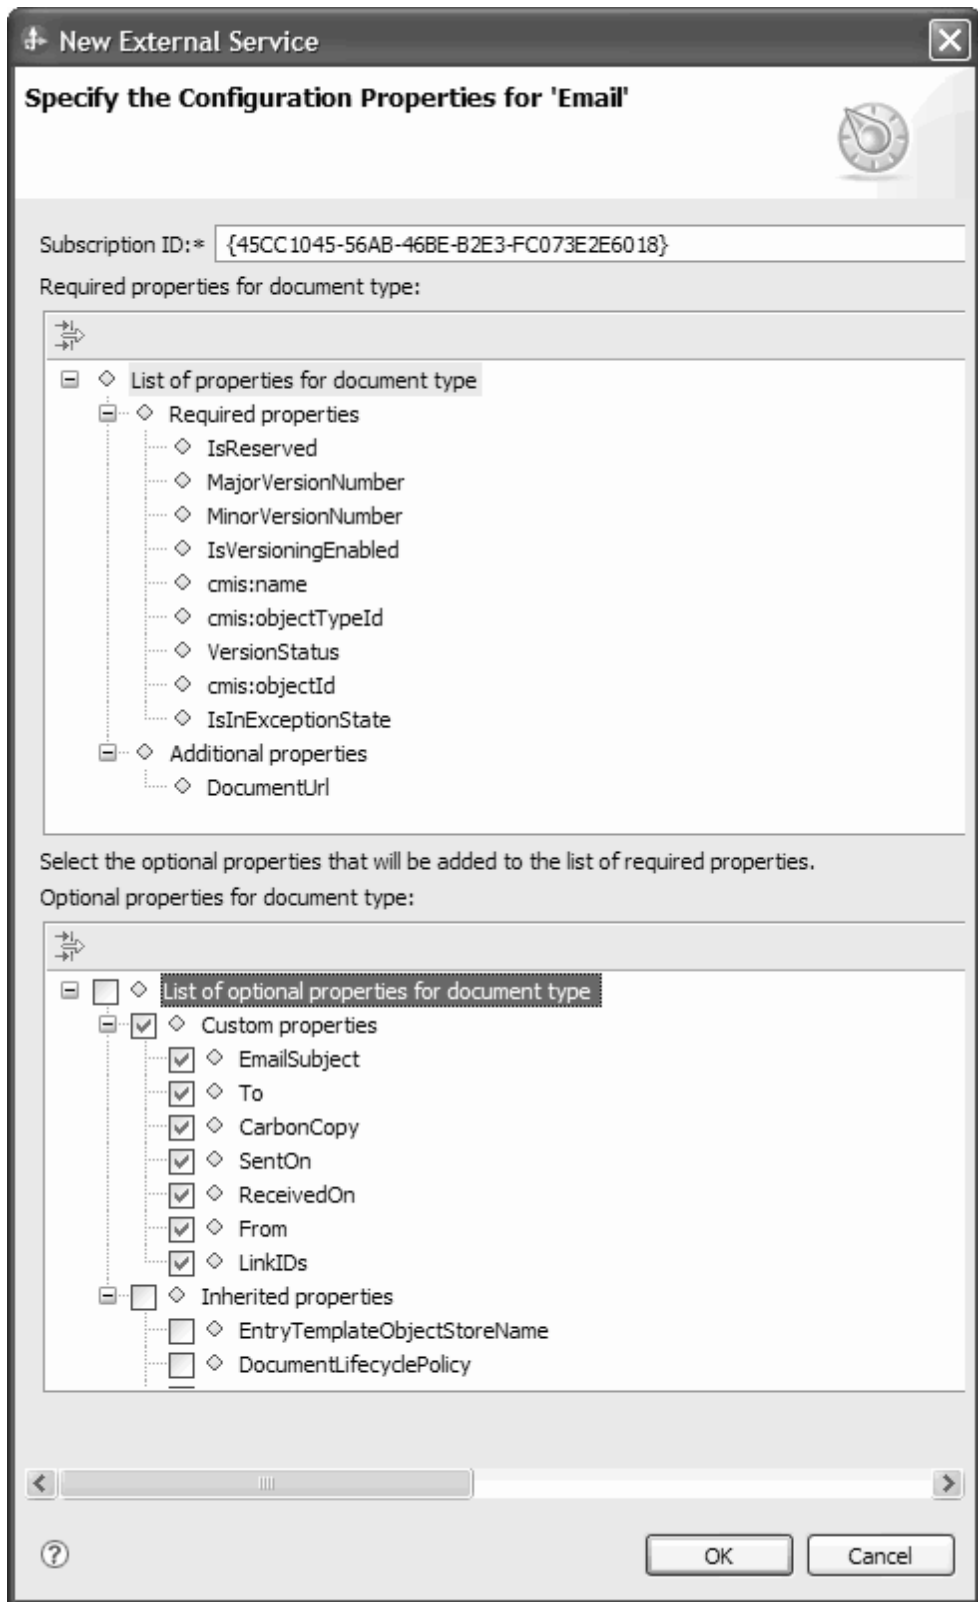 New External Service
Specify the Configuration Properties for 'Email'
Subscription ID:* {45CC1045-56AB-46BE-B2E3-FC073E2E6018}
Required properties for document type:
List of properties for document type
Required properties
IsReserved
MajorVersionNumber
MinorVersionNumber
IsVersioningEnabled
cmis:name
cmis:objectTypeId
VersionStatus
cmis:objectId
IsInExceptionState
Additional properties
DocumentUrl
Select the optional properties that will be added to the list of required properties.
Optional properties for document type:
List of optional properties for document type
Custom properties
EmailSubject
To
CarbonCopy
SentOn
ReceivedOn
From
LinkIDs
Inherited properties
EntryTemplateObjectStoreName
DocumentLifecyclePolicy
OK Cancel